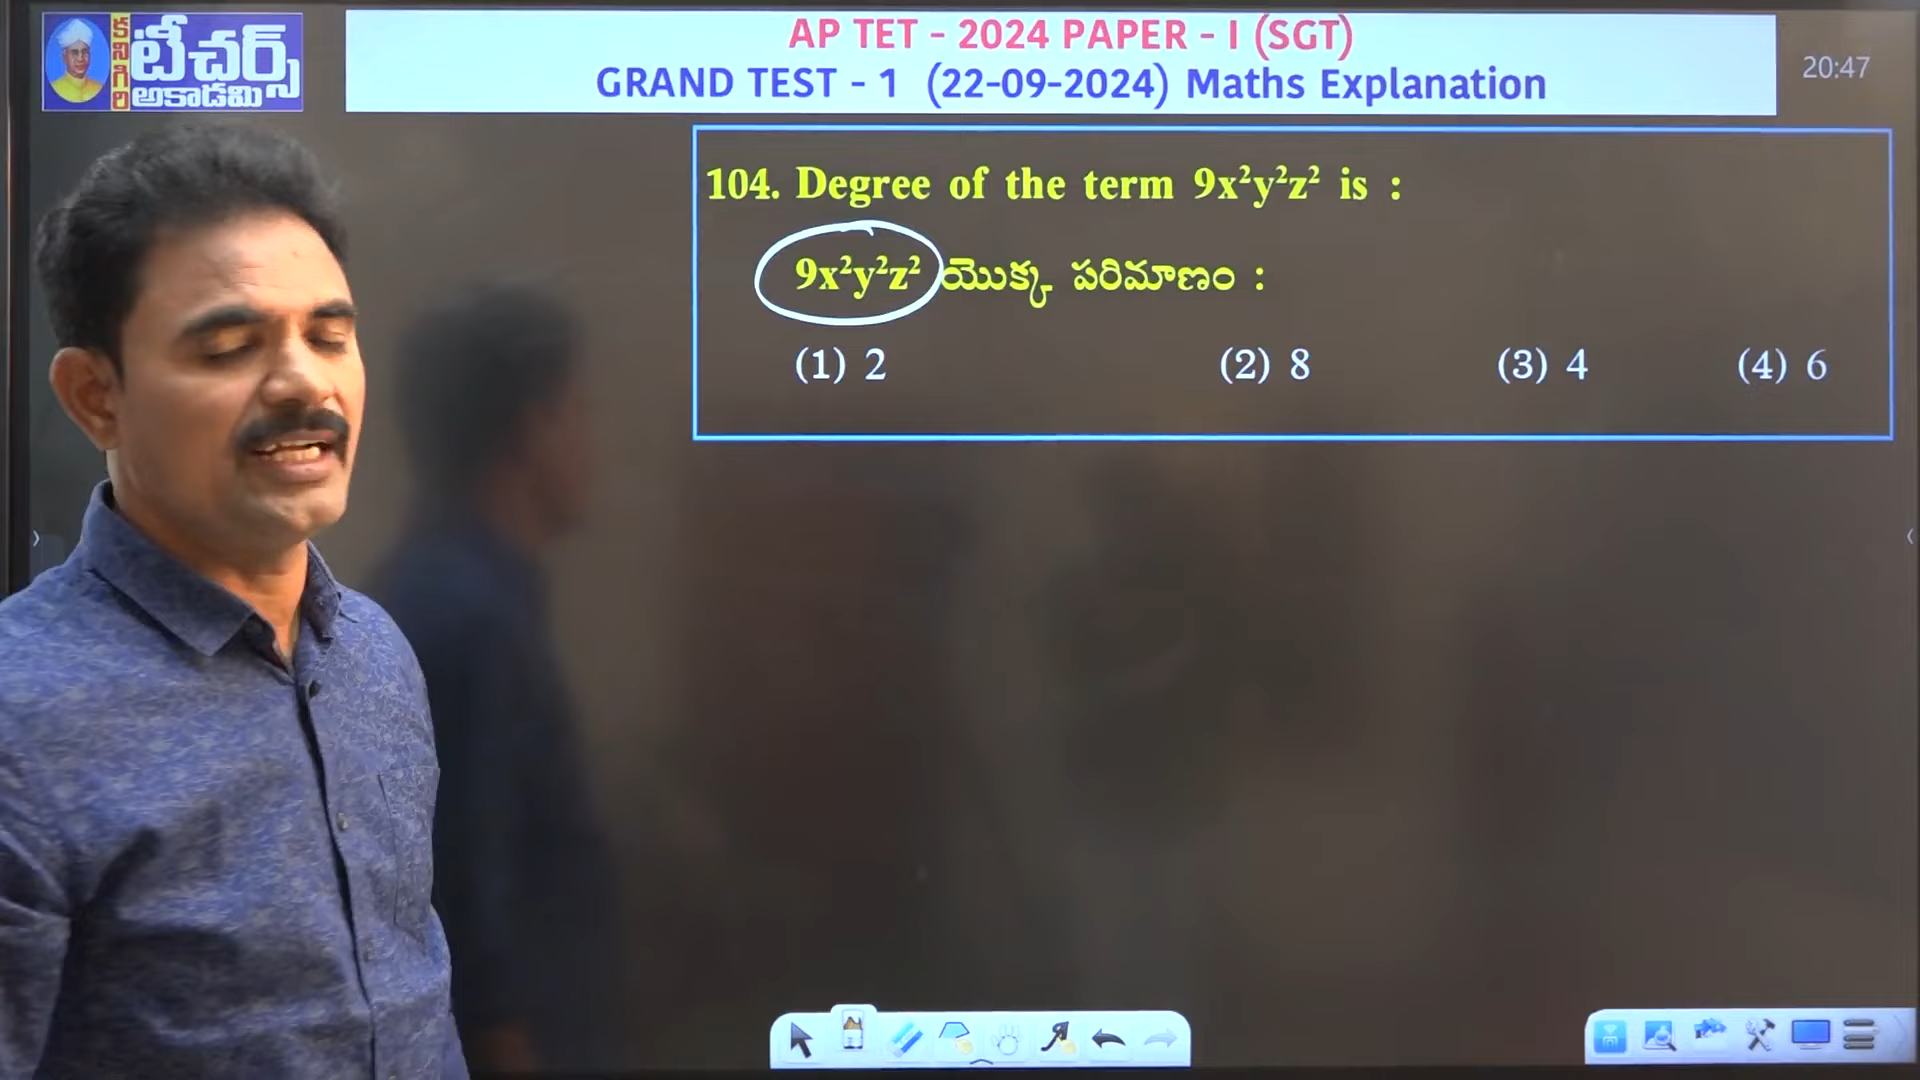 కనిగిరి
టీచర్స్
అకాడమి
AP TET - 2024 PAPER - I (SGT)
GRAND TEST - 1 (22-09-2024) Maths Explanation
20:47
104. Degree of the term 9x²y²z² is :
9x²y²z² యొక్క పరిమాణం :
(1) 2 (2) 8 (3) 4 (4) 6